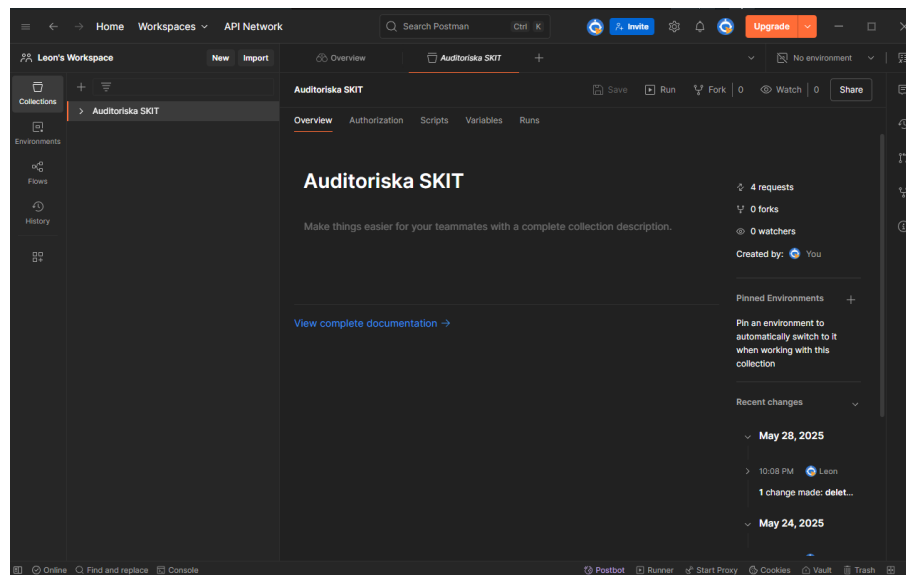 Home Workspaces API Network Search Postman Ctrl K Invite Upgrade
Leon's Workspace New Import Overview Auditoriska SKIT No environment
Collections
Environments
Flows
History
Auditoriska SKIT
Auditoriska SKIT Save Run Fork 0 Watch 0 Share
Overview Authorization Scripts Variables Runs
Auditoriska SKIT
Make things easier for your teammates with a complete collection description.
View complete documentation →
4 requests
0 forks
0 watchers
Created by: You
Pinned Environments
Pin an environment to
automatically switch to it
when working with this
collection
Recent changes
May 28, 2025
10:08 PM Leon
1 change made: delet...
May 24, 2025
Online Find and replace Console Postbot Runner Start Proxy Cookies Vault Trash